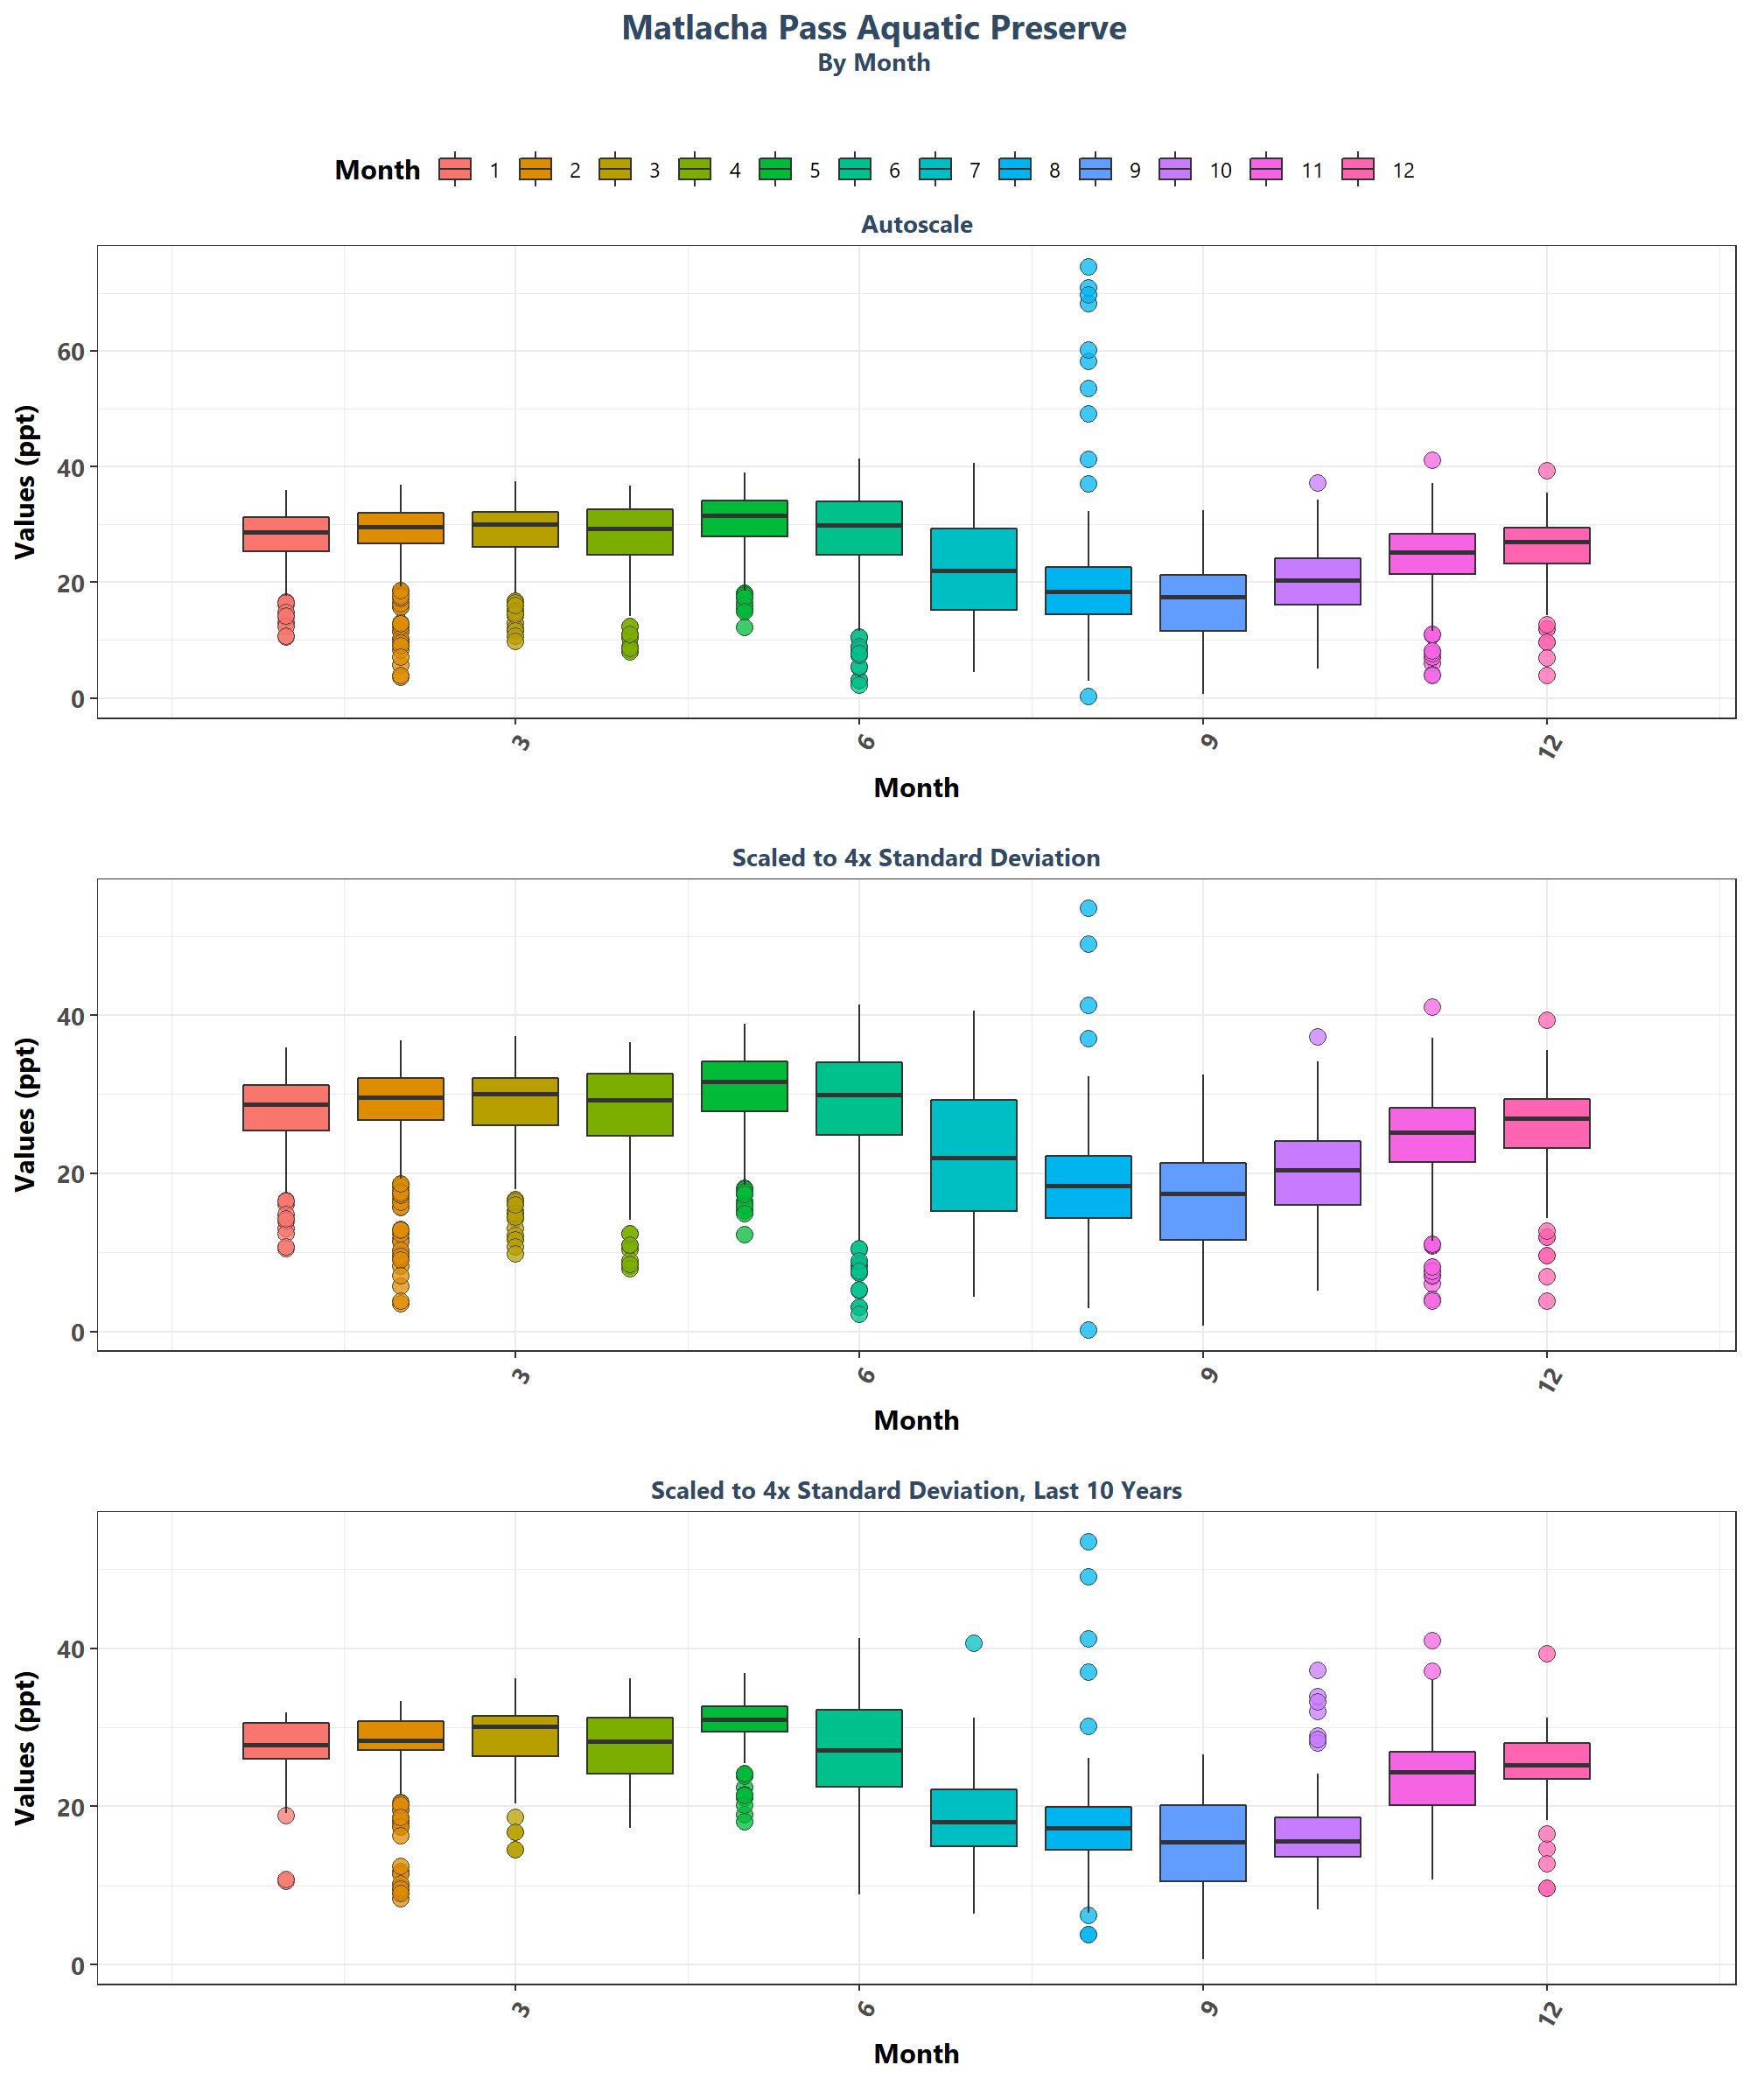 Matlacha Pass Aquatic Preserve
By Month
Month 1 2 3 4 5 6 7 8 9 10 11 12
Autoscale
Values (ppt)
60
40
20
0
3 6 9 12
Month
Scaled to 4x Standard Deviation
Values (ppt)
40
20
0
3 6 9 12
Month
Scaled to 4x Standard Deviation, Last 10 Years
Values (ppt)
40
20
0
3 6 9 12
Month